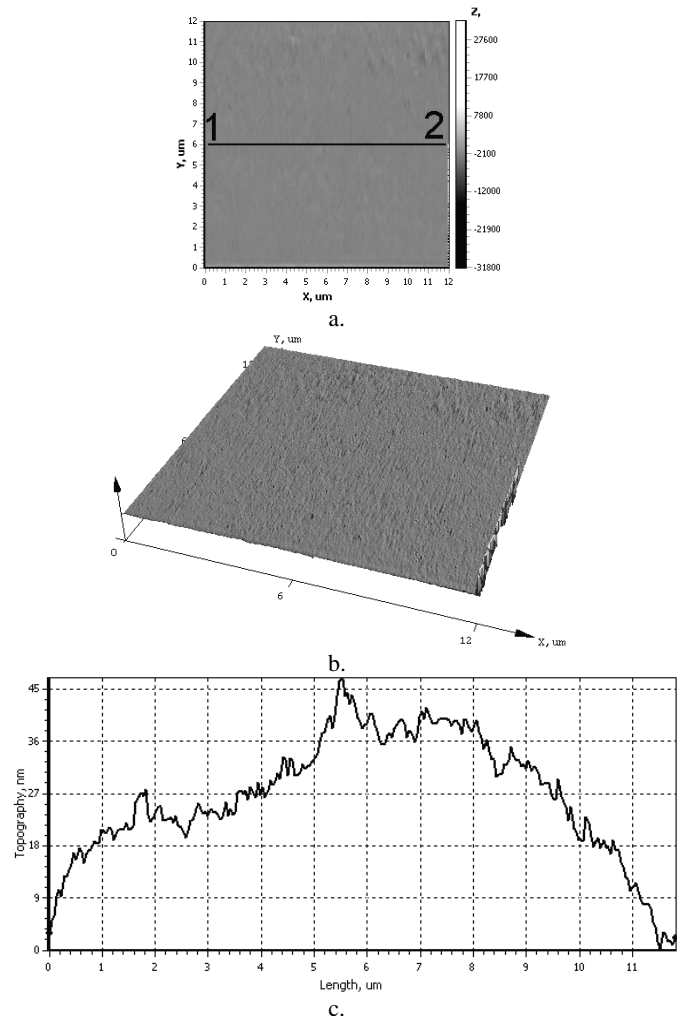 Z,
12
11
10
9
8
7
6
5
4
3
2
1
0
Y, um
1 2
27600
17700
7800
-2100
-12000
-21900
-31800
0 1 2 3 4 5 6 7 8 9 10 11 12
X, um
a.
Y, um
0
6
12
X, um
b.
45
36
27
18
9
0
Topography, nm
0 1 2 3 4 5 6 7 8 9 10 11
Length, um
c.